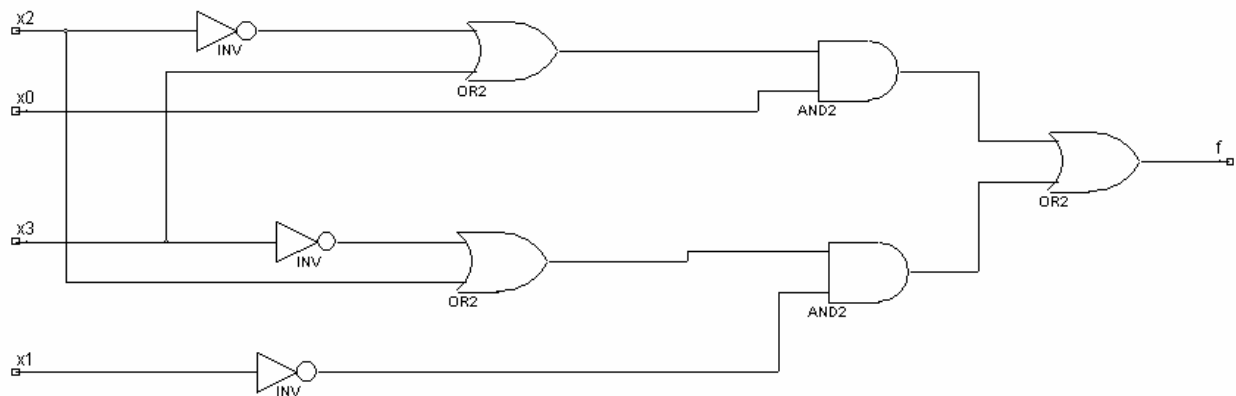 x2
INV
OR2
x0
AND2
f
OR2
x3
INV
OR2
AND2
x1
INV